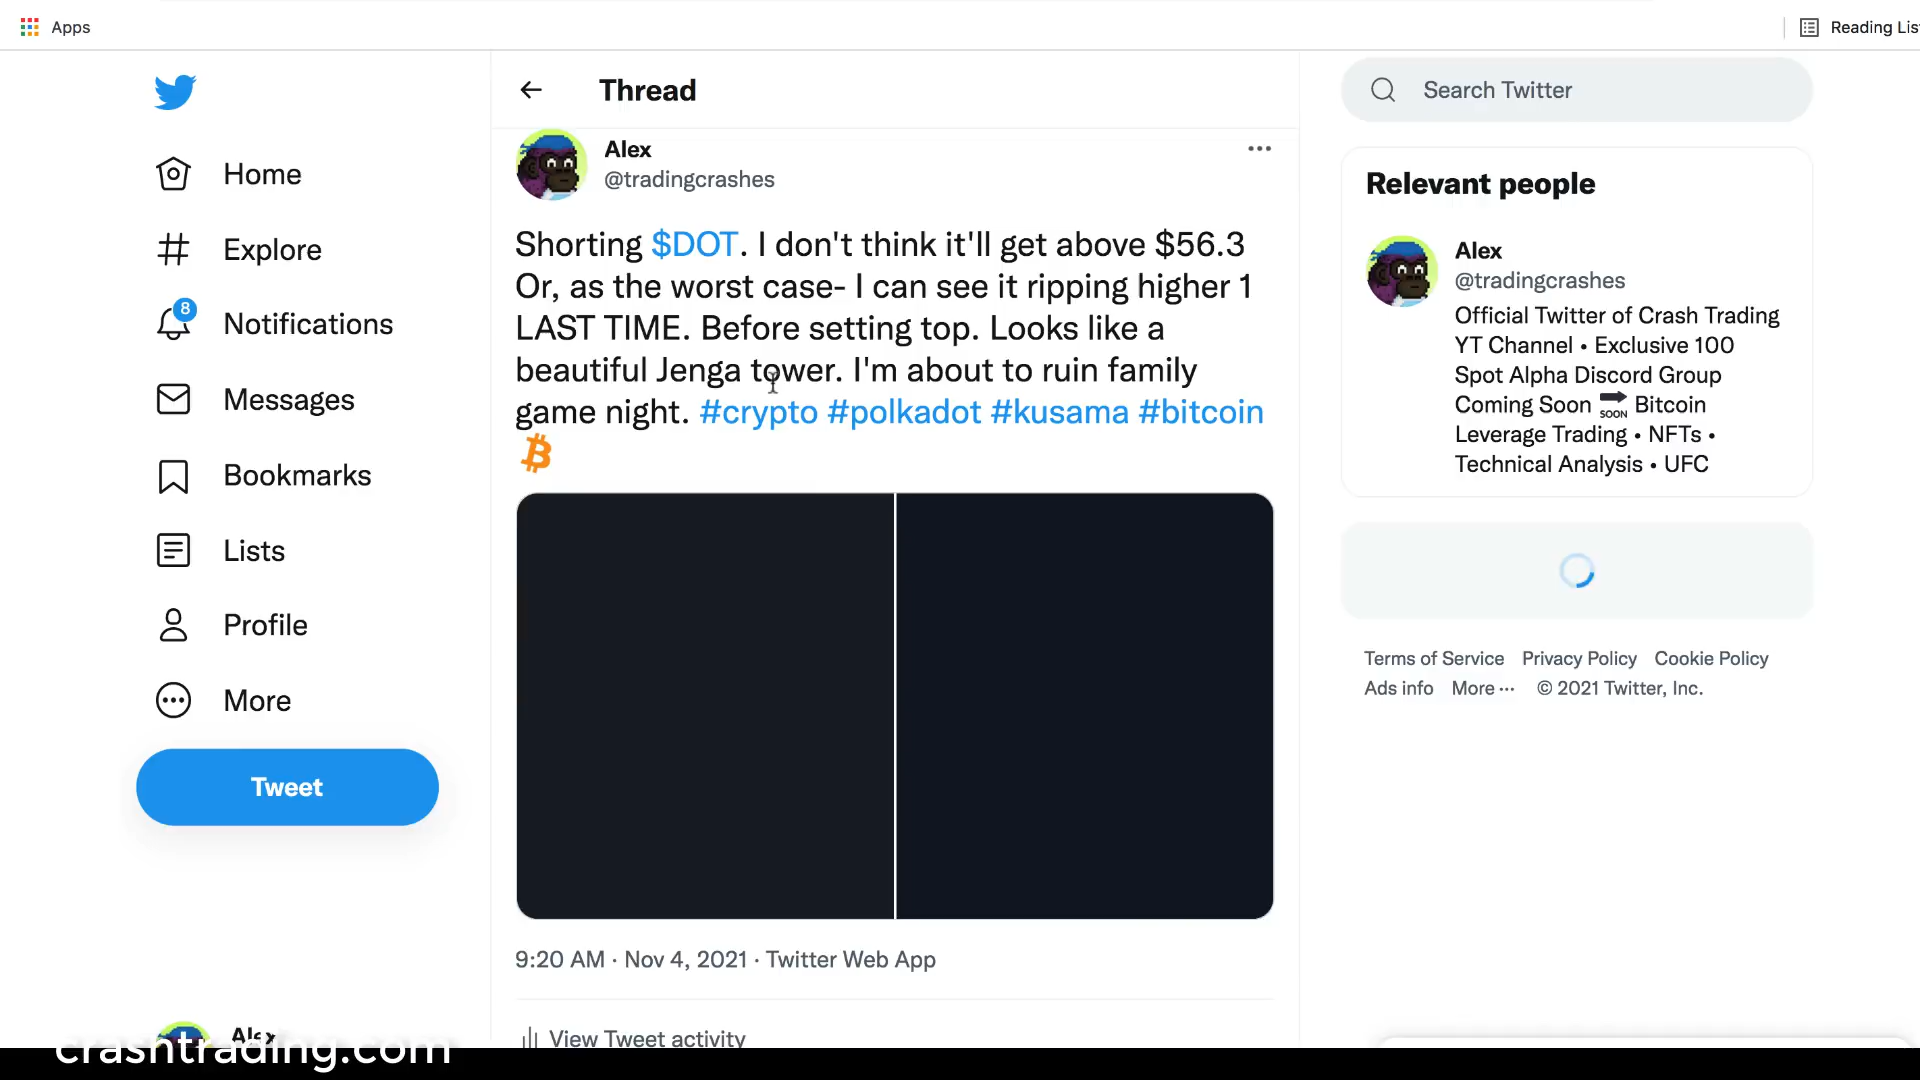 Apps
Reading Lis
Thread
Search Twitter
Home
Explore
8
Notifications
Messages
Bookmarks
Lists
Profile
More
Tweet
Alex
Alex
@tradingcrashes
Shorting $DOT. I don't think it'll get above $56.3
Or, as the worst case- I can see it ripping higher 1
LAST TIME. Before setting top. Looks like a
beautiful Jenga tower. I'm about to ruin family
game night. #crypto #polkadot #kusama #bitcoin
9:20 AM · Nov 4, 2021 · Twitter Web App
View Tweet activity
Relevant people
Alex
@tradingcrashes
Official Twitter of Crash Trading
YT Channel • Exclusive 100
Spot Alpha Discord Group
Coming Soon SOON Bitcoin
Leverage Trading • NFTs •
Technical Analysis • UFC
Terms of Service Privacy Policy Cookie Policy
Ads info More ··· © 2021 Twitter, Inc.
crashtrading.com